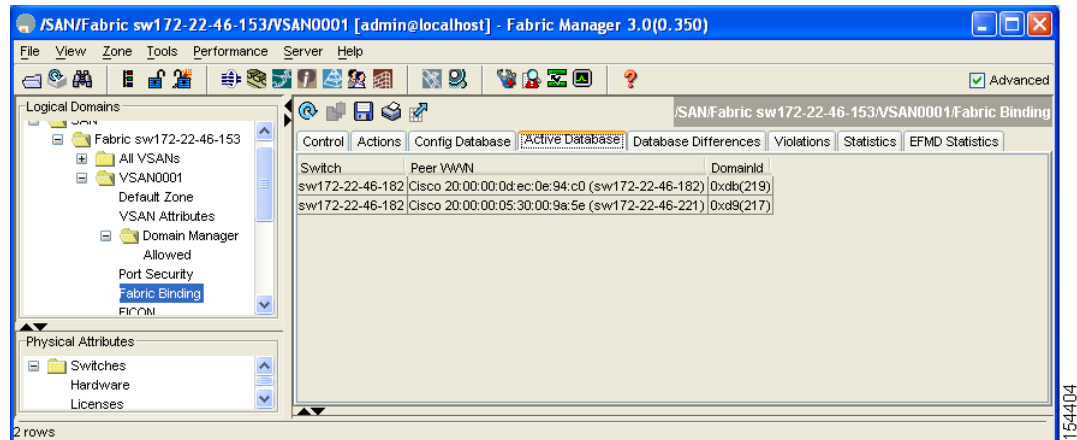 /SAN/Fabric sw172-22-46-153/VSAN0001 [admin@localhost] - Fabric Manager 3.0(0.350)
File View Zone Tools Performance Server Help
Advanced
Logical Domains
/SAN/Fabric sw172-22-46-153/VSAN0001/Fabric Binding
SAN
Fabric sw172-22-46-153
All VSANs
VSAN0001
Default Zone
VSAN Attributes
Domain Manager
Allowed
Port Security
Fabric Binding
FICON
Control Actions Config Database Active Database Database Differences Violations Statistics EFMD Statistics
Switch Peer WWN DomainId
sw172-22-46-182 Cisco 20:00:00:0d:ec:0e:94:c0 (sw172-22-46-182) 0xdb(219)
sw172-22-46-182 Cisco 20:00:00:05:30:00:9a:5e (sw172-22-46-221) 0xd9(217)
Physical Attributes
Switches
Hardware
Licenses
2 rows
154404